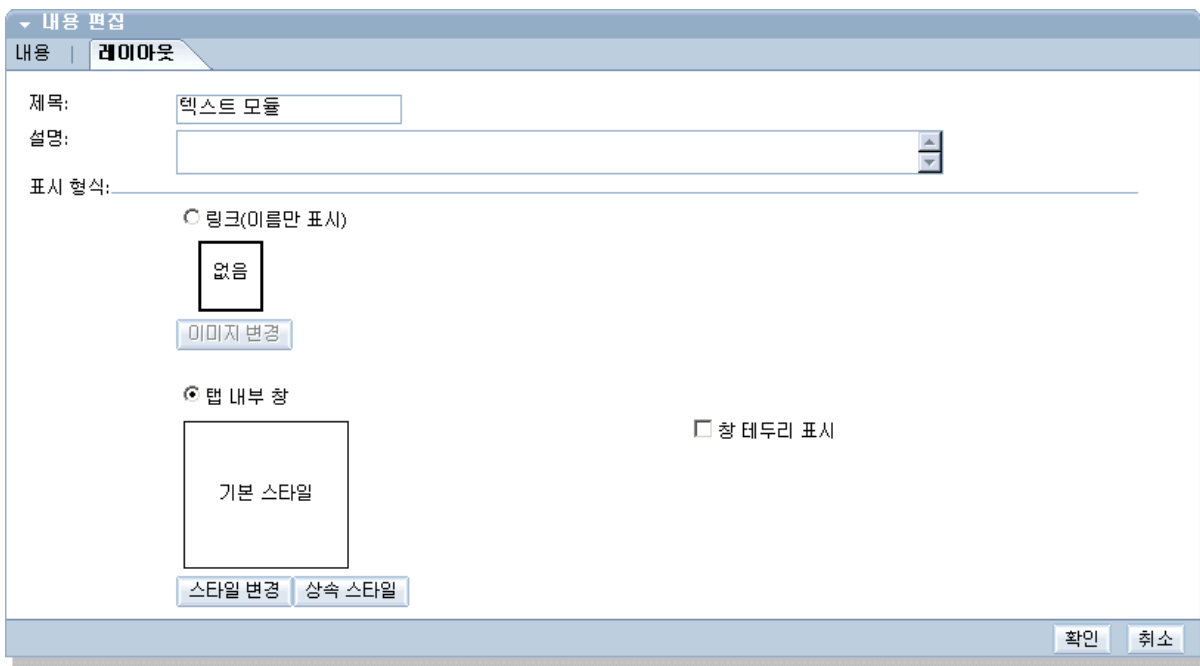 내용 편집
내용 | 레이아웃
제목: 텍스트 모듈
설명:
표시 형식:
링크(이름만 표시)
없음
이미지 변경
탭 내부 창
창 테두리 표시
기본 스타일
스타일 변경 상속 스타일
확인 취소